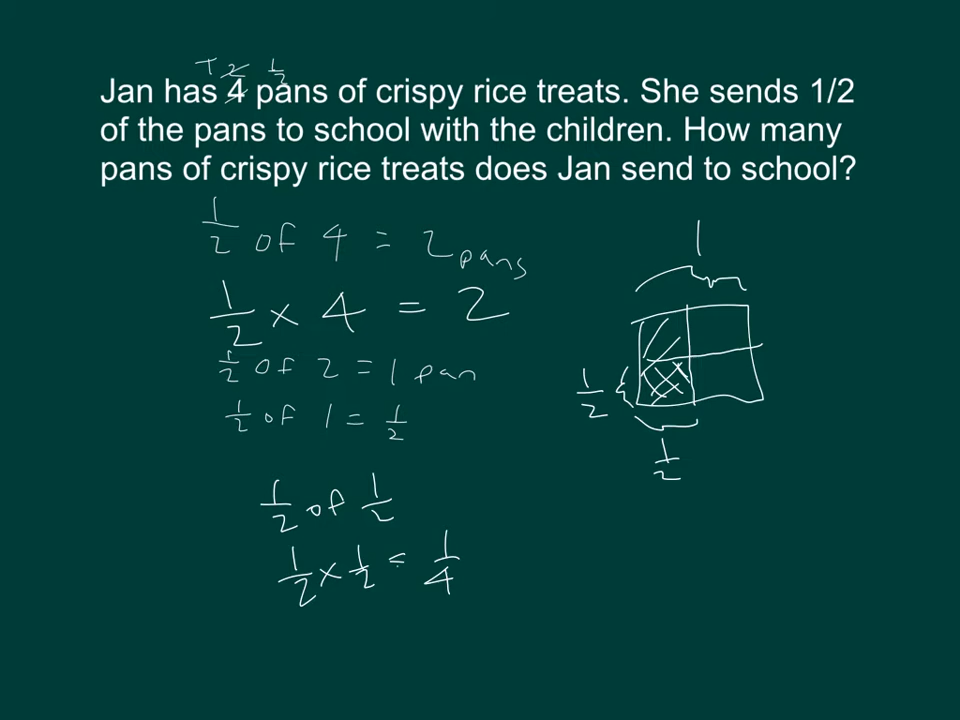 1 2 1/2
Jan has 4 pans of crispy rice treats. She sends 1/2
of the pans to school with the children. How many
pans of crispy rice treats does Jan send to school?
1/2 of 4 = 2 pans
1/2 × 4 = 2
1/2 of 2 = 1 pan
1/2 of 1 = 1/2
1/2 of 1/2
1/2 × 1/2 = 1/4
1
1/2
1/2